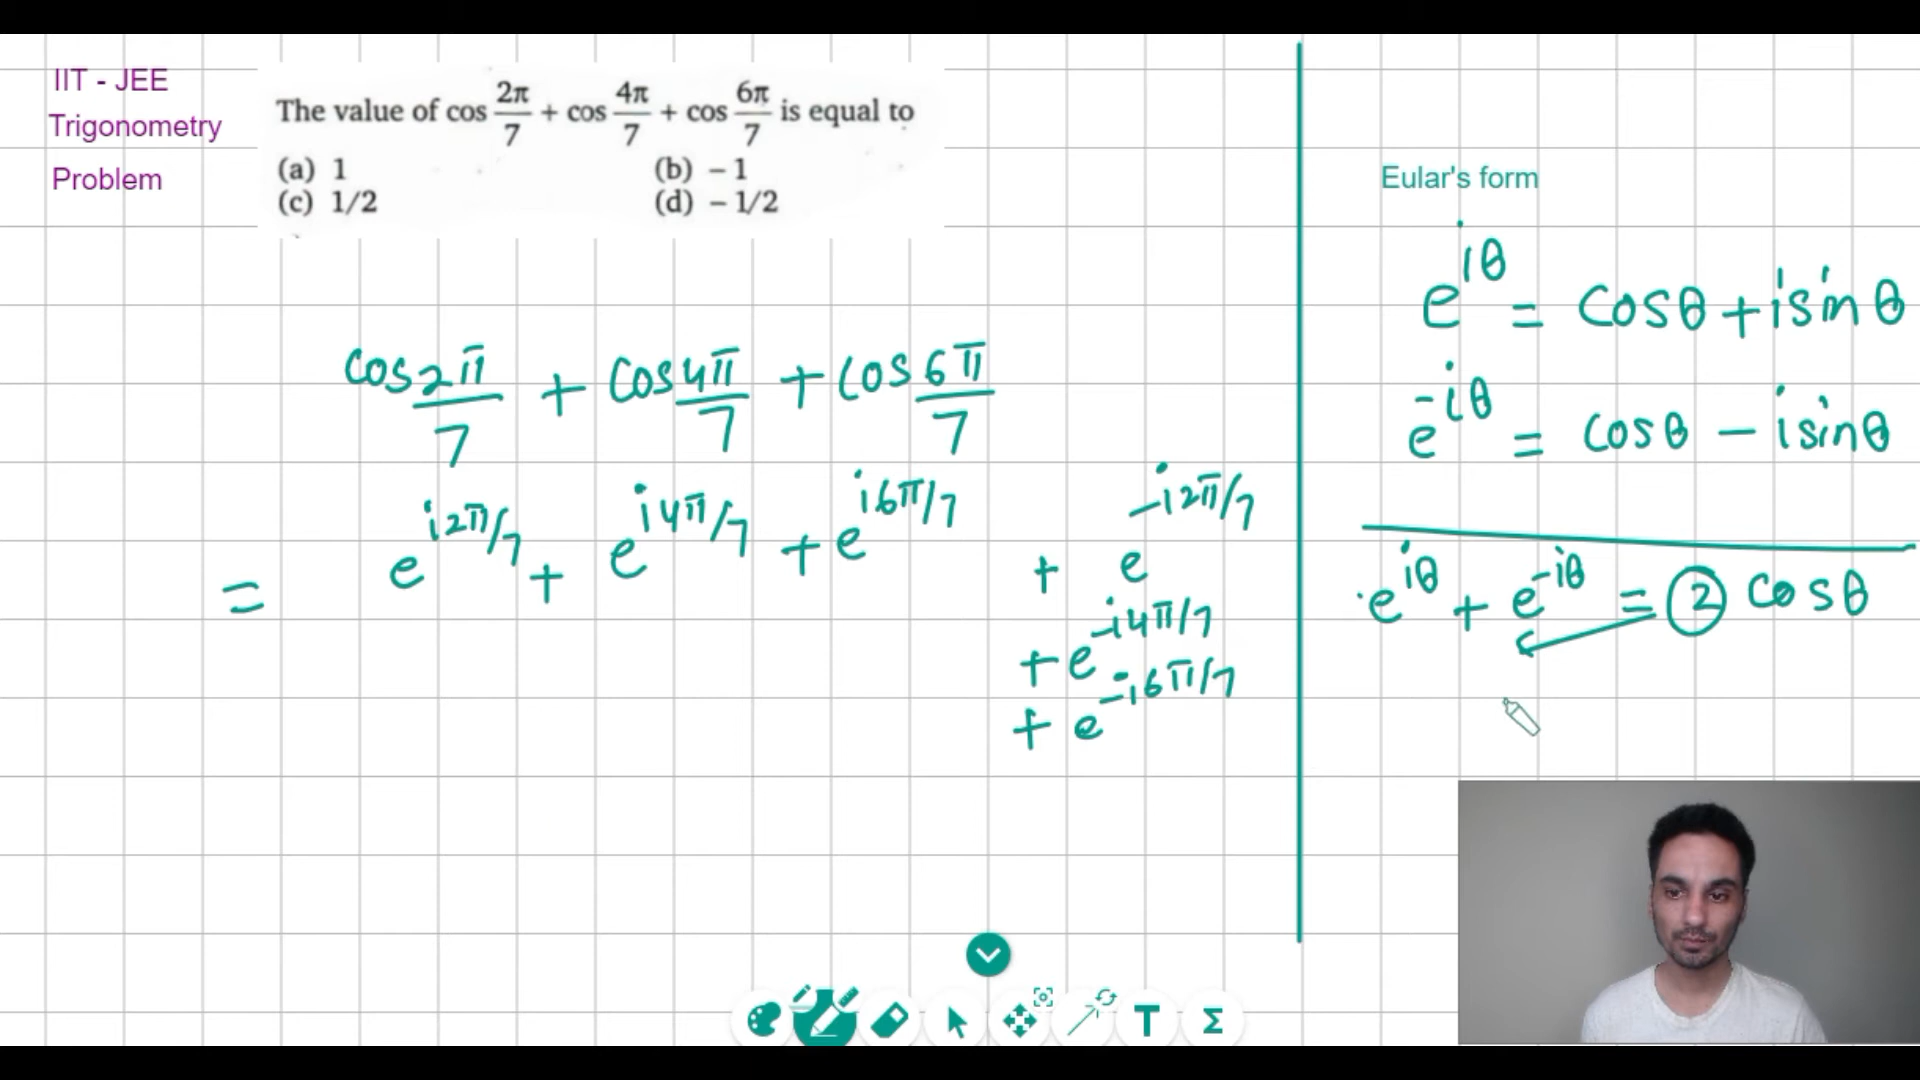 IIT - JEE
Trigonometry
Problem
The value of cos 2π/7 + cos 4π/7 + cos 6π/7 is equal to
(a) 1 (b) – 1
(c) 1/2 (d) – 1/2
cos 2π/7 + cos 4π/7 + cos 6π/7
= e^{i2π/7} + e^{i4π/7} + e^{i6π/7} + e^{-i2π/7}
+ e^{-i4π/7}
+ e^{-i6π/7}
Eular's form
e^{iθ} = cosθ + isinθ
e^{-iθ} = cosθ – isinθ
e^{iθ} + e^{-iθ} = 2 cosθ
T Σ